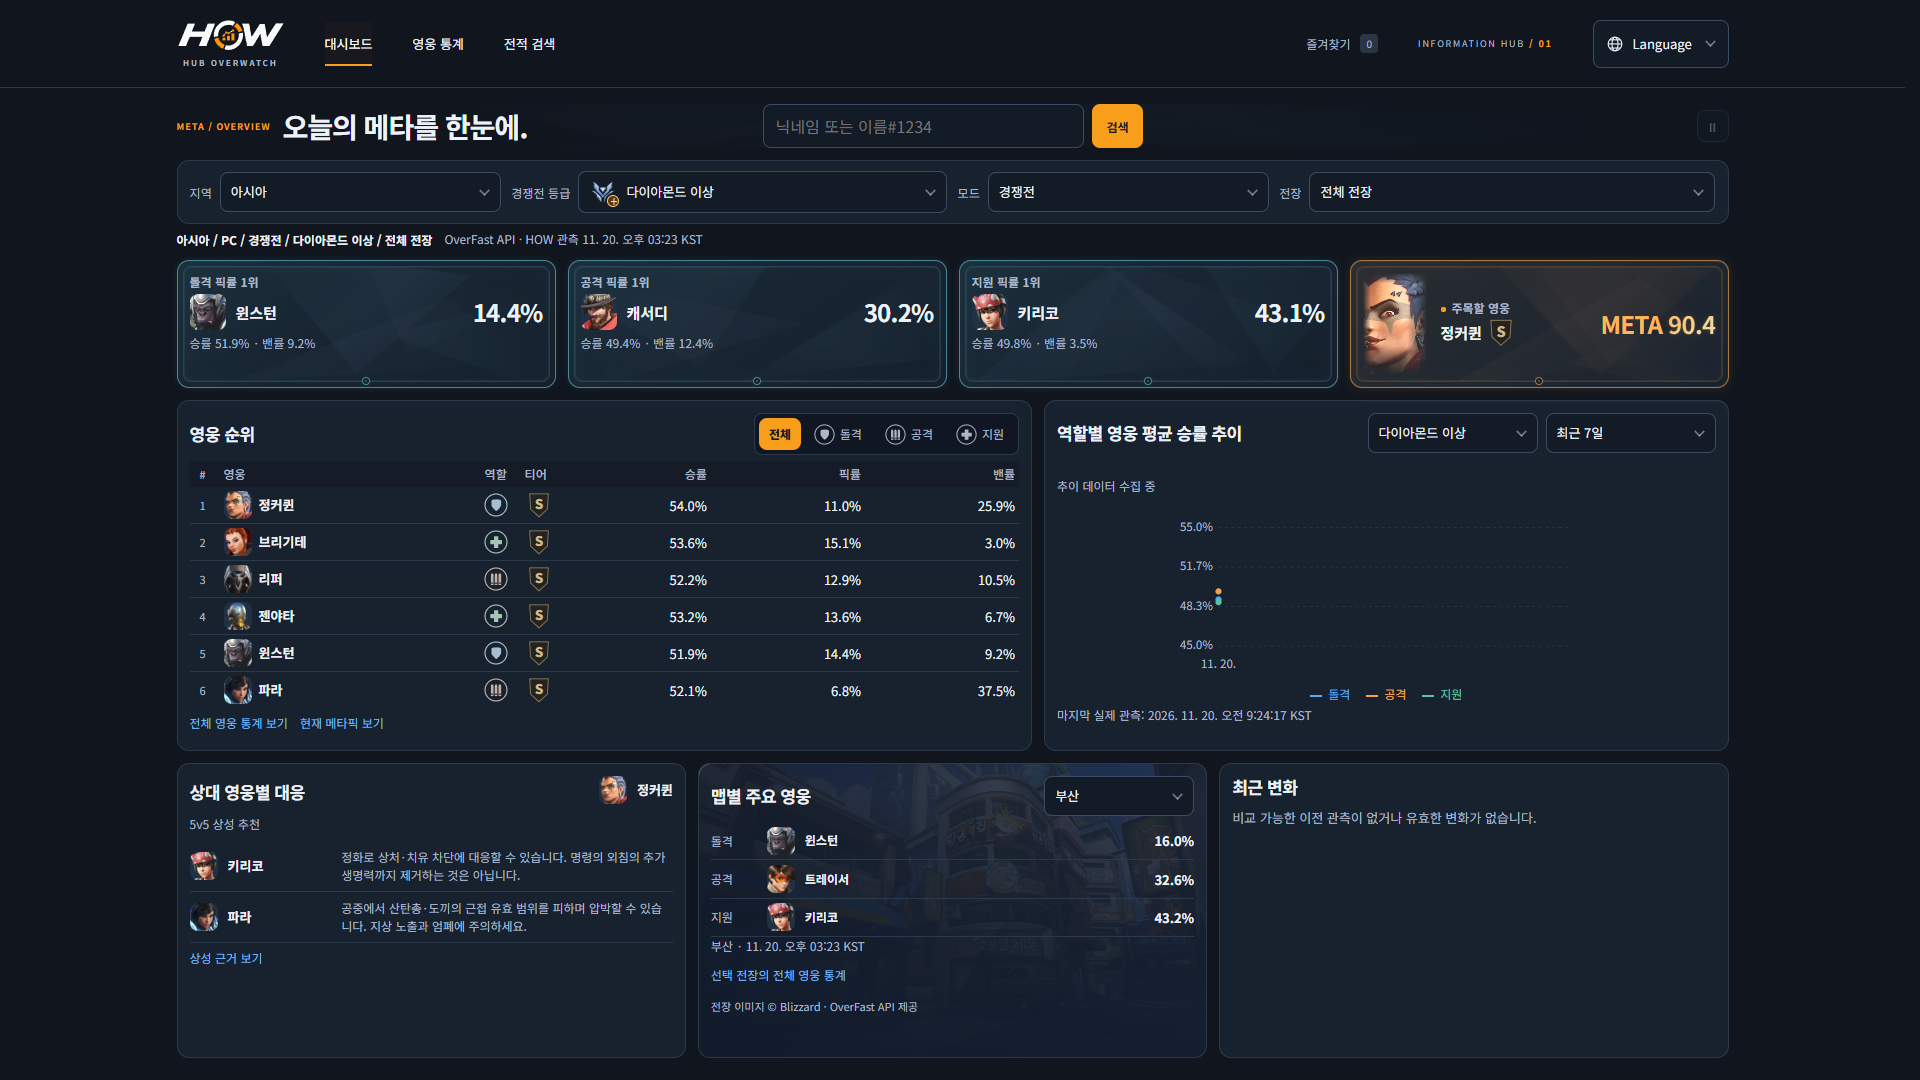 HOW
HUB OVERWATCH
대시보드
영웅 통계
전적 검색
즐겨찾기 0
INFORMATION HUB / 01
Language
META / OVERVIEW
오늘의 메타를 한눈에.
닉네임 또는 이름#1234
검색
지역
아시아
경쟁전 등급
다이아몬드 이상
모드
경쟁전
전장
전체 전장
아시아 / PC / 경쟁전 / 다이아몬드 이상 / 전체 전장
OverFast API · HOW 관측 11. 20. 오후 03:23 KST
돌격 픽률 1위
윈스턴
14.4%
승률 51.9% · 밴률 9.2%
공격 픽률 1위
캐서디
30.2%
승률 49.4% · 밴률 12.4%
지원 픽률 1위
키리코
43.1%
승률 49.8% · 밴률 3.5%
주목할 영웅
정커퀸 S
META 90.4
영웅 순위
전체 돌격 공격 지원
# 영웅 역할 티어 승률 픽률 밴률
1 정커퀸 S 54.0% 11.0% 25.9%
2 브리기테 S 53.6% 15.1% 3.0%
3 리퍼 S 52.2% 12.9% 10.5%
4 젠야타 S 53.2% 13.6% 6.7%
5 윈스턴 S 51.9% 14.4% 9.2%
6 파라 S 52.1% 6.8% 37.5%
전체 영웅 통계 보기 현재 메타픽 보기
역할별 영웅 평균 승률 추이
다이아몬드 이상
최근 7일
추이 데이터 수집 중
55.0%
51.7%
48.3%
45.0%
11. 20.
돌격 공격 지원
마지막 실제 관측: 2026. 11. 20. 오전 9:24:17 KST
상대 영웅별 대응
정커퀸
5v5 상성 추천
키리코
정화로 상처·치유 차단에 대응할 수 있습니다. 명령의 외침의 추가
생명력까지 제거하는 것은 아닙니다.
파라
공중에서 산탄총·도끼의 근접 유효 범위를 피하며 압박할 수 있습
니다. 지상 노출과 엄폐에 주의하세요.
상성 근거 보기
맵별 주요 영웅
부산
돌격 윈스턴 16.0%
공격 트레이서 32.6%
지원 키리코 43.2%
부산 · 11. 20. 오후 03:23 KST
선택 전장의 전체 영웅 통계
전장 이미지 © Blizzard · OverFast API 제공
최근 변화
비교 가능한 이전 관측이 없거나 유효한 변화가 없습니다.